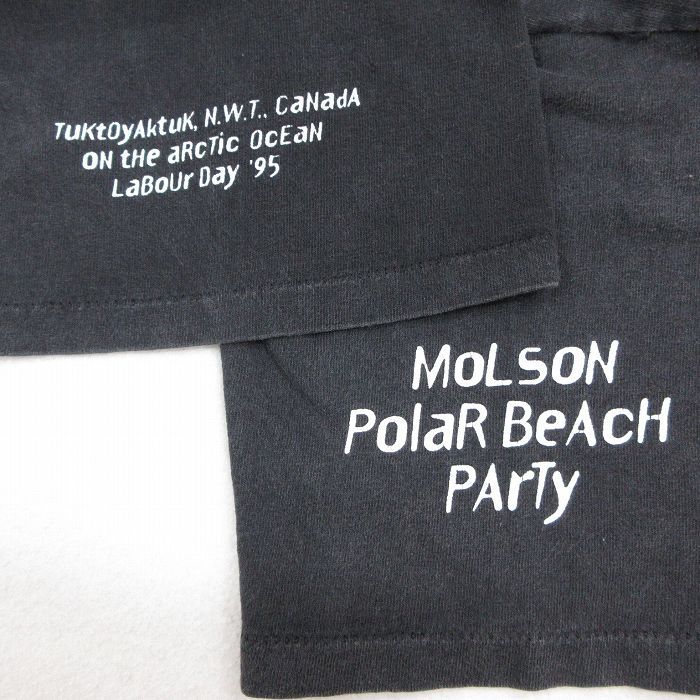 TuktOyAktuk, N.W.T., CaNadA
ON tHe aRcTic OcEaN
LaBOUr Day '95
MoLSoN
PolaR BeAcH
PArTy